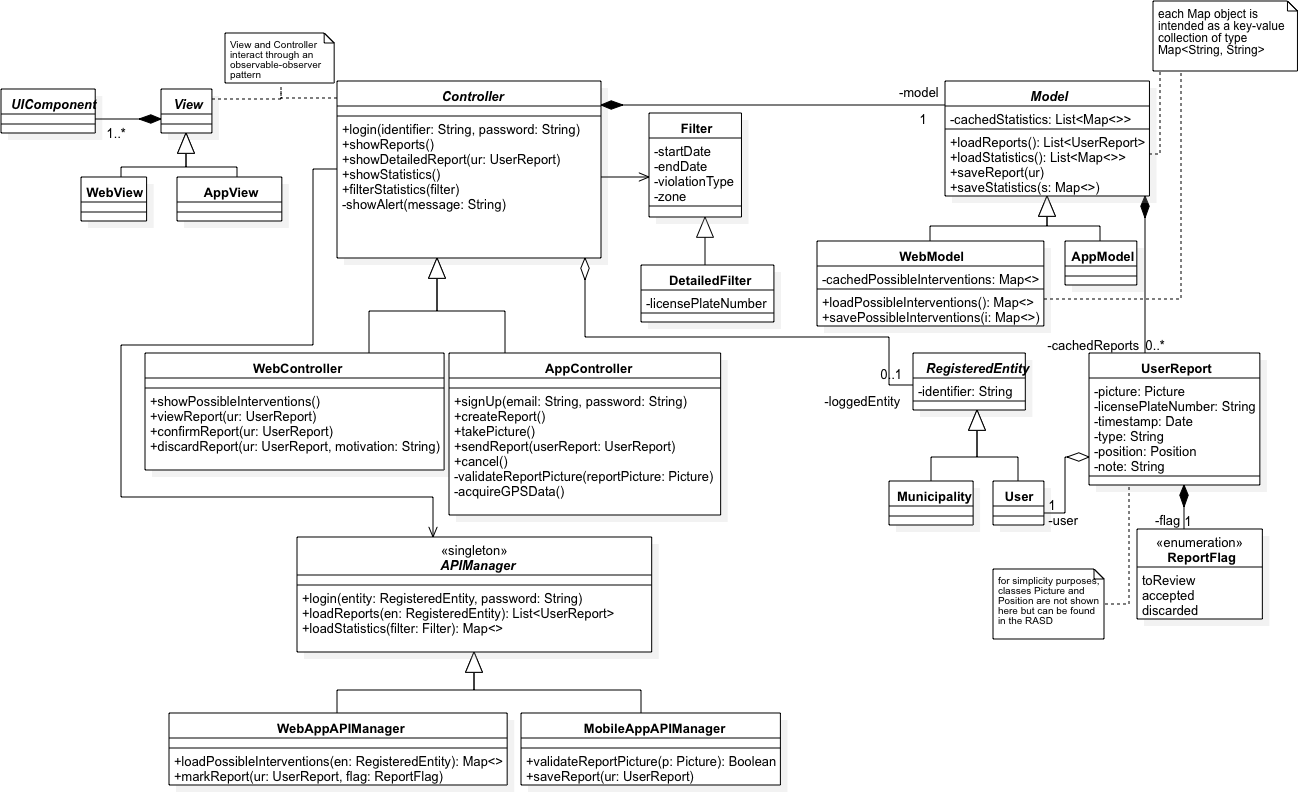 each Map object is
intended as a key-value
collection of type
Map<String, String>
View and Controller
interact through an
observable-observer
pattern
UIComponent
1..*
View
WebView
AppView
Controller
+login(identifier: String, password: String)
+showReports()
+showDetailedReport(ur: UserReport)
+showStatistics()
+filterStatistics(filter)
-showAlert(message: String)
-model
1
Filter
-startDate
-endDate
-violationType
-zone
DetailedFilter
-licensePlateNumber
Model
-cachedStatistics: List<Map<>>
+loadReports(): List<UserReport>
+loadStatistics(): List<Map<>>
+saveReport(ur)
+saveStatistics(s: Map<>)
WebModel
-cachedPossibleInterventions: Map<>
+loadPossibleInterventions(): Map<>
+savePossibleInterventions(i: Map<>)
AppModel
WebController
+showPossibleInterventions()
+viewReport(ur: UserReport)
+confirmReport(ur: UserReport)
+discardReport(ur: UserReport, motivation: String)
AppController
+signUp(email: String, password: String)
+createReport()
+takePicture()
+sendReport(userReport: UserReport)
+cancel()
-validateReportPicture(reportPicture: Picture)
-acquireGPSData()
0..1
-loggedEntity
RegisteredEntity
-identifier: String
Municipality
User
1
-user
-cachedReports
0..*
UserReport
-picture: Picture
-licensePlateNumber: String
-timestamp: Date
-type: String
-position: Position
-note: String
-flag
1
«enumeration»
ReportFlag
toReview
accepted
discarded
for simplicity purposes,
classes Picture and
Position are not shown
here but can be found
in the RASD
«singleton»
APIManager
+login(entity: RegisteredEntity, password: String)
+loadReports(en: RegisteredEntity): List<UserReport>
+loadStatistics(filter: Filter): Map<>
WebAppAPIManager
+loadPossibleInterventions(en: RegisteredEntity): Map<>
+markReport(ur: UserReport, flag: ReportFlag)
MobileAppAPIManager
+validateReportPicture(p: Picture): Boolean
+saveReport(ur: UserReport)